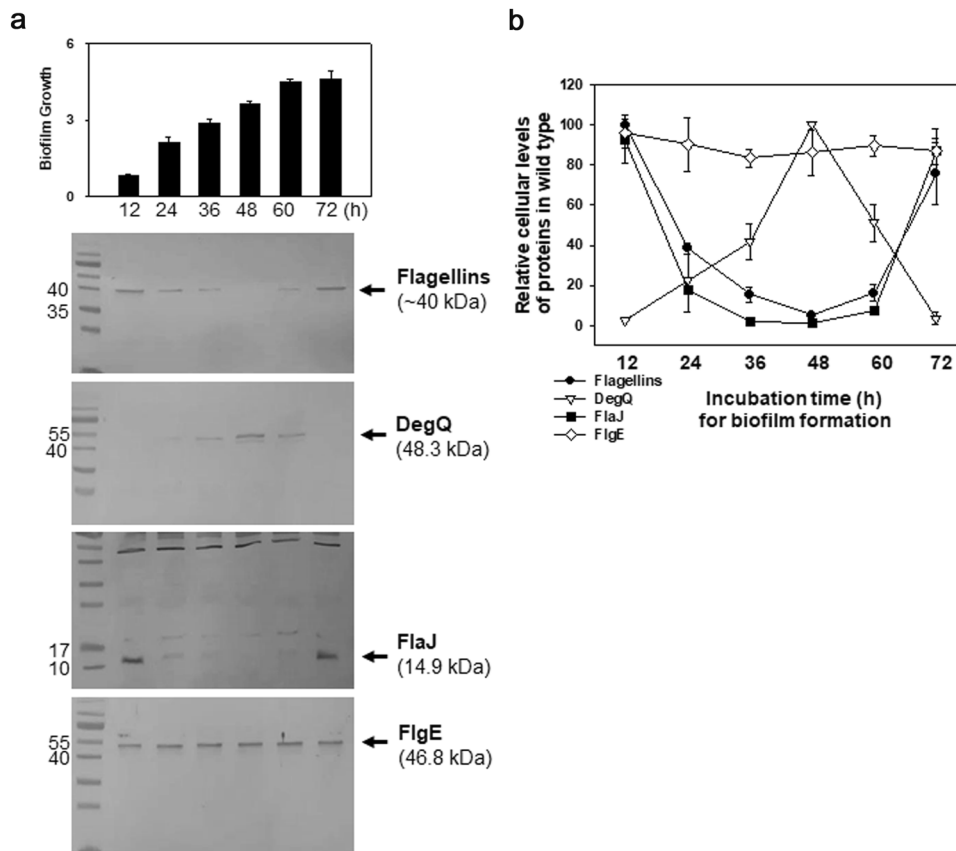 a
Biofilm Growth
6
3
0
12 24 36 48 60 72 (h)
40
35
Flagellins
(~40 kDa)
55
40
DegQ
(48.3 kDa)
17
10
FlaJ
(14.9 kDa)
55
40
FlgE
(46.8 kDa)
b
Relative cellular levels
of proteins in wild type
120
100
80
60
40
20
0
12 24 36 48 60 72
Flagellins
DegQ
FlaJ
FlgE
Incubation time (h)
for biofilm formation